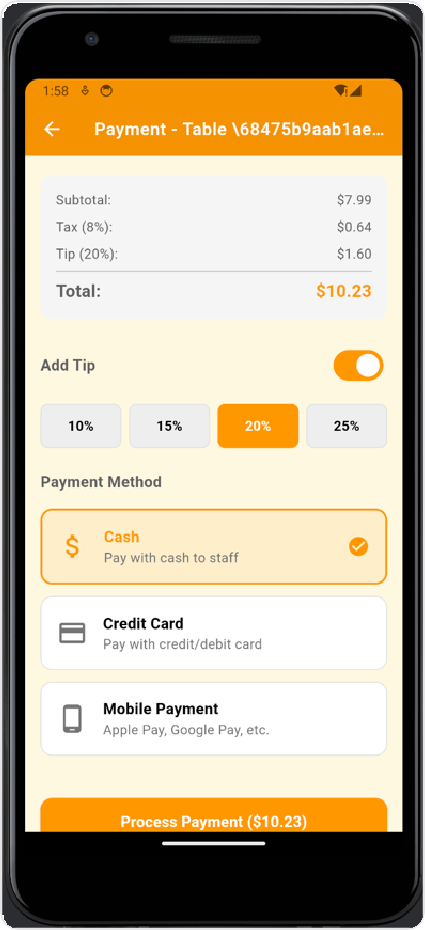 1:58
Payment - Table \68475b9aab1ae...
Subtotal: $7.99
Tax (8%): $0.64
Tip (20%): $1.60
Total: $10.23
Add Tip
10% 15% 20% 25%
Payment Method
Cash
Pay with cash to staff
Credit Card
Pay with credit/debit card
Mobile Payment
Apple Pay, Google Pay, etc.
Process Payment ($10.23)